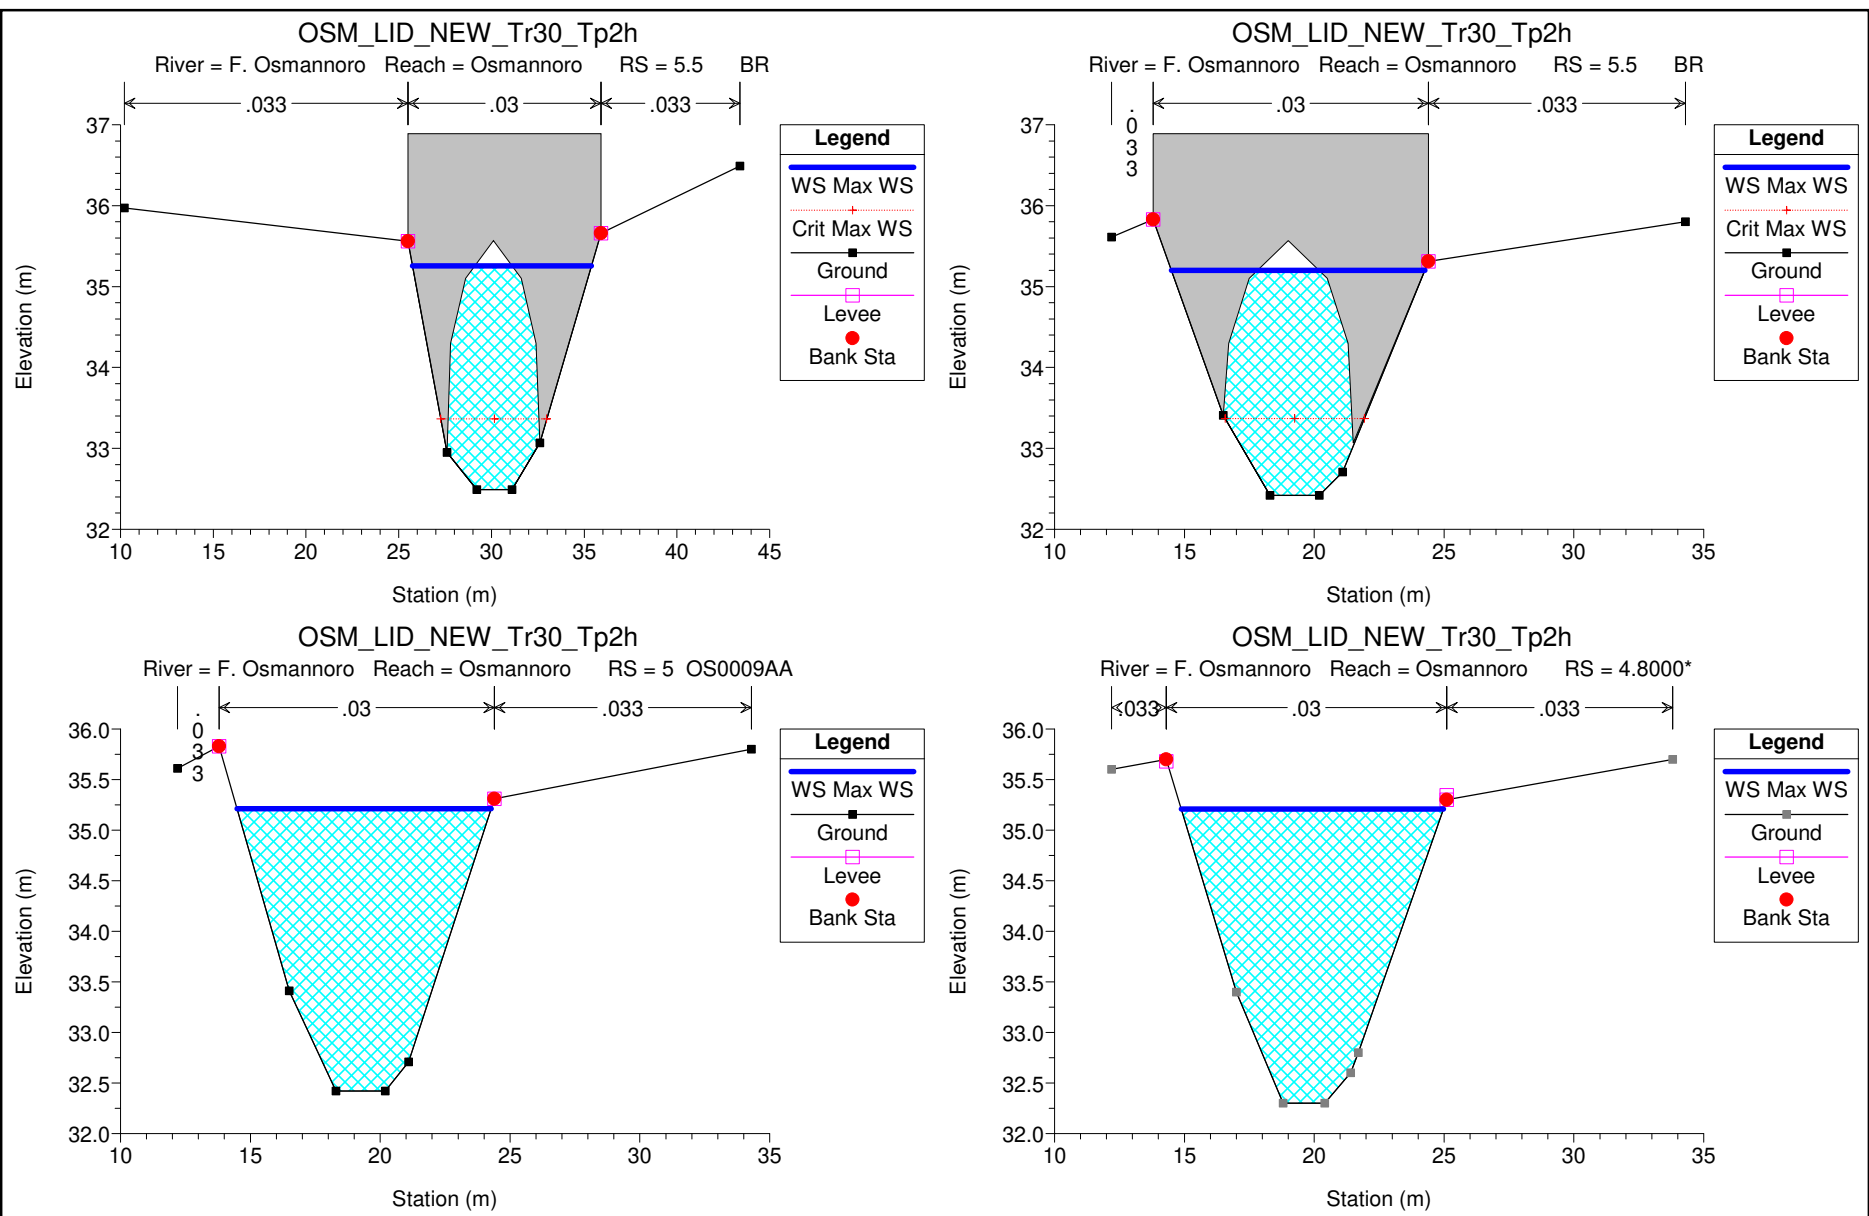 OSM_LID_NEW_Tr30_Tp2h
River = F. Osmannoro Reach = Osmannoro RS = 5.5 BR
.033 .03 .033
37
36
35
34
33
32
Elevation (m)
10 15 20 25 30 35 40 45
Station (m)
Legend
WS Max WS
Crit Max WS
Ground
Levee
Bank Sta
OSM_LID_NEW_Tr30_Tp2h
River = F. Osmannoro Reach = Osmannoro RS = 5.5 BR
.033 .03 .033
37
36
35
34
33
32
Elevation (m)
10 15 20 25 30 35
Station (m)
Legend
WS Max WS
Crit Max WS
Ground
Levee
Bank Sta
OSM_LID_NEW_Tr30_Tp2h
River = F. Osmannoro Reach = Osmannoro RS = 5 OS0009AA
.033 .03 .033
36.0
35.5
35.0
34.5
34.0
33.5
33.0
32.5
32.0
Elevation (m)
10 15 20 25 30 35
Station (m)
Legend
WS Max WS
Ground
Levee
Bank Sta
OSM_LID_NEW_Tr30_Tp2h
River = F. Osmannoro Reach = Osmannoro RS = 4.8000*
.033 .03 .033
36.0
35.5
35.0
34.5
34.0
33.5
33.0
32.5
32.0
Elevation (m)
10 15 20 25 30 35
Station (m)
Legend
WS Max WS
Ground
Levee
Bank Sta